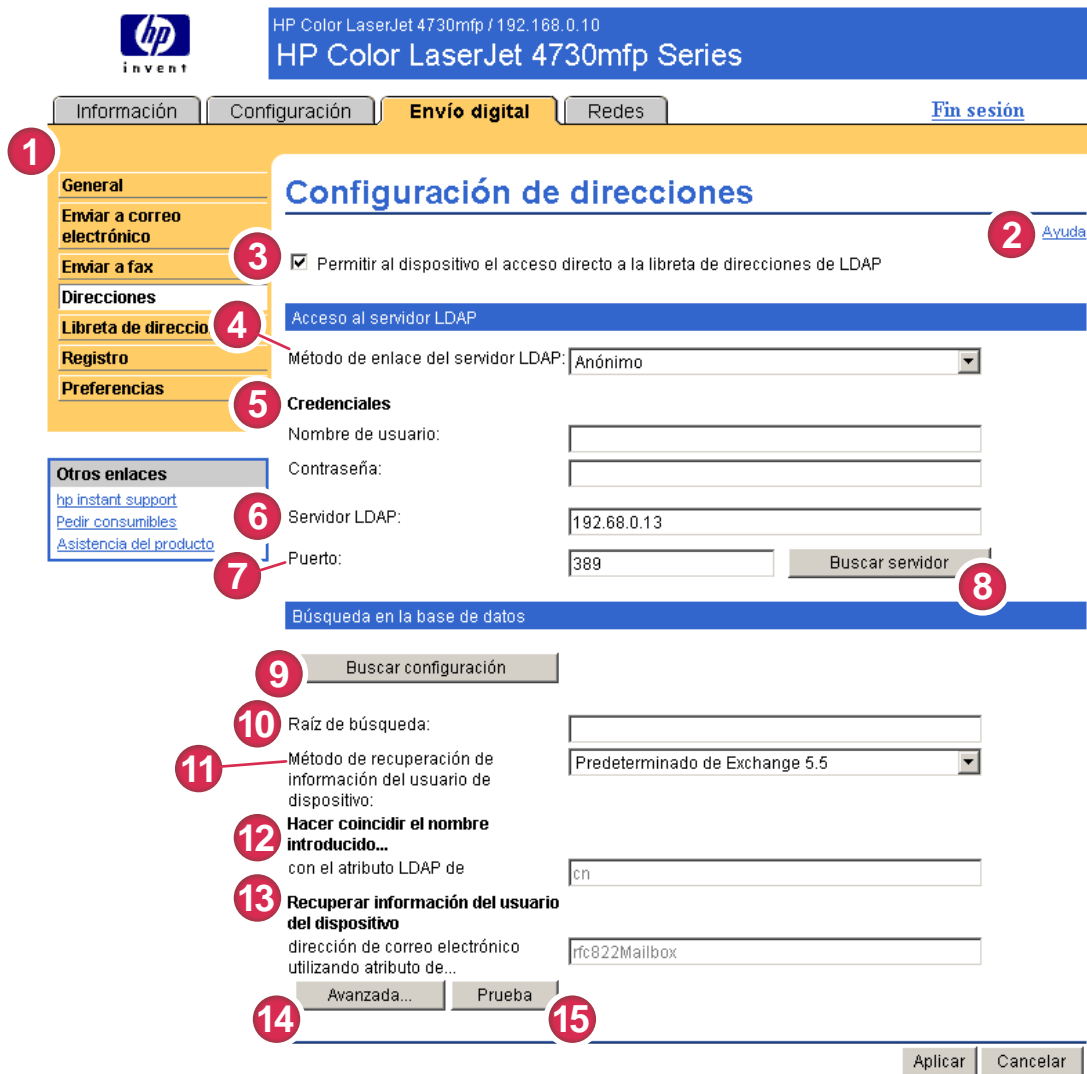 hp
invent
HP Color LaserJet 4730mfp / 192.168.0.10
HP Color LaserJet 4730mfp Series
Información
Configuración
Envío digital
Redes
Fin sesión
1
General
Enviar a correo
electrónico
Enviar a fax
Direcciones
Libreta de direccio
Registro
Preferencias
Otros enlaces
hp instant support
Pedir consumibles
Asistencia del producto
Configuración de direcciones
2
Ayuda
3
Permitir al dispositivo el acceso directo a la libreta de direcciones de LDAP
Acceso al servidor LDAP
4
Método de enlace del servidor LDAP:
Anónimo
5
Credenciales
Nombre de usuario:
Contraseña:
6
Servidor LDAP:
192.68.0.13
7
Puerto:
389
Buscar servidor
8
Búsqueda en la base de datos
9
Buscar configuración
10
Raíz de búsqueda:
11
Método de recuperación de
información del usuario de
dispositivo:
Predeterminado de Exchange 5.5
12
Hacer coincidir el nombre
introducido...
con el atributo LDAP de
cn
13
Recuperar información del usuario
del dispositivo
dirección de correo electrónico
utilizando atributo de...
rfc822Mailbox
Avanzada...
Prueba
14
15
Aplicar
Cancelar